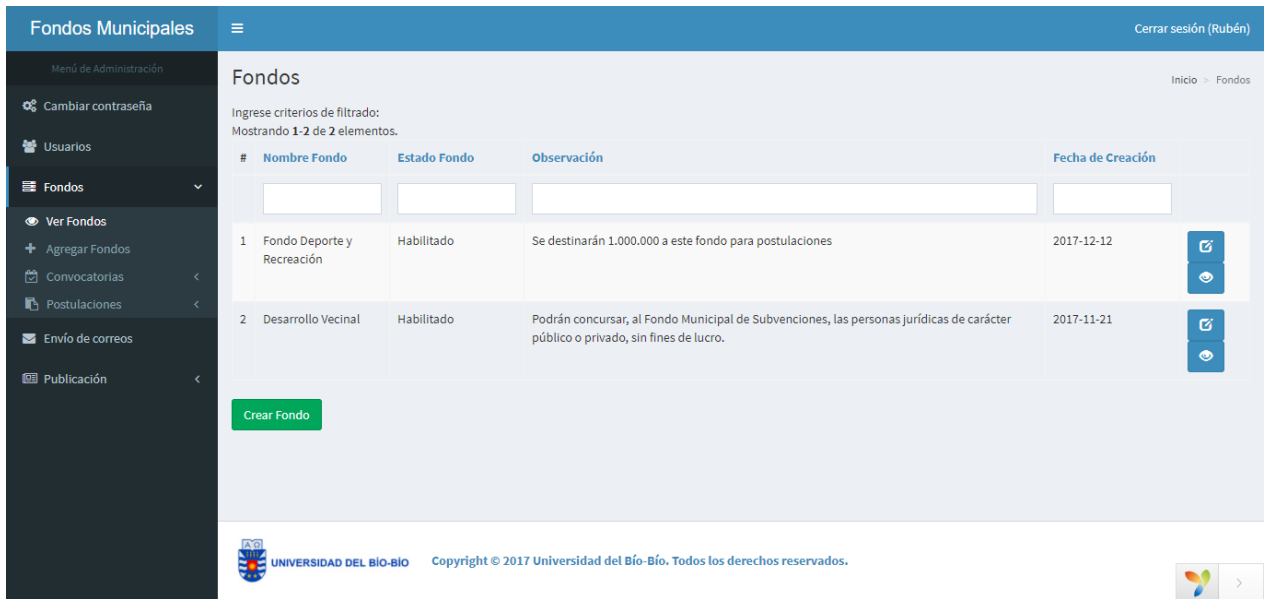 Fondos Municipales
Cerrar sesión (Rubén)
Menú de Administración
Cambiar contraseña
Usuarios
Fondos
Ver Fondos
Agregar Fondos
Convocatorias
Postulaciones
Envío de correos
Publicación
Fondos
Inicio > Fondos
Ingrese criterios de filtrado:
Mostrando 1-2 de 2 elementos.
# Nombre Fondo Estado Fondo Observación Fecha de Creación
1 Fondo Deporte y Habilitado Se destinarán 1.000.000 a este fondo para postulaciones 2017-12-12
Recreación
2 Desarrollo Vecinal Habilitado Podrán concursar, al Fondo Municipal de Subvenciones, las personas jurídicas de carácter 2017-11-21
público o privado, sin fines de lucro.
Crear Fondo
UNIVERSIDAD DEL BÍO-BÍO Copyright © 2017 Universidad del Bío-Bío. Todos los derechos reservados.